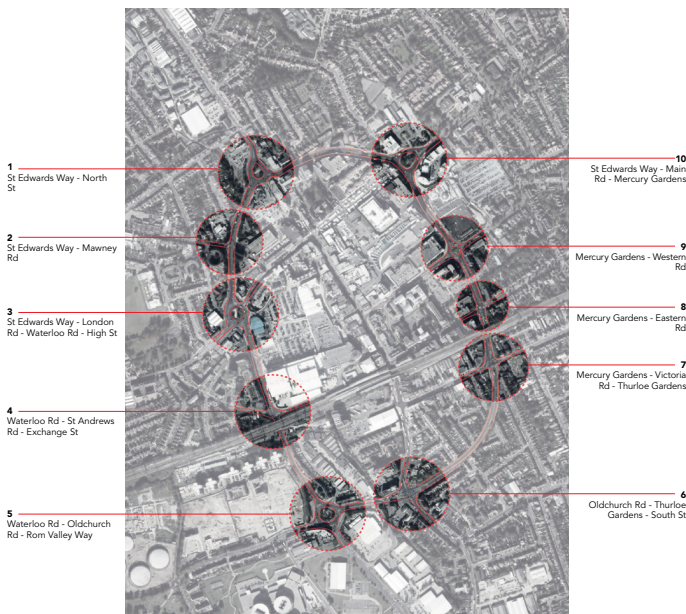 1
St Edwards Way - North
St
2
St Edwards Way - Mawney
Rd
3
St Edwards Way - London
Rd - Waterloo Rd - High St
4
Waterloo Rd - St Andrews
Rd - Exchange St
5
Waterloo Rd - Oldchurch
Rd - Rom Valley Way
10
St Edwards Way - Main
Rd - Mercury Gardens
9
Mercury Gardens - Western
Rd
8
Mercury Gardens - Eastern
Rd
7
Mercury Gardens - Victoria
Rd - Thurloe Gardens
6
Oldchurch Rd - Thurloe
Gardens - South St